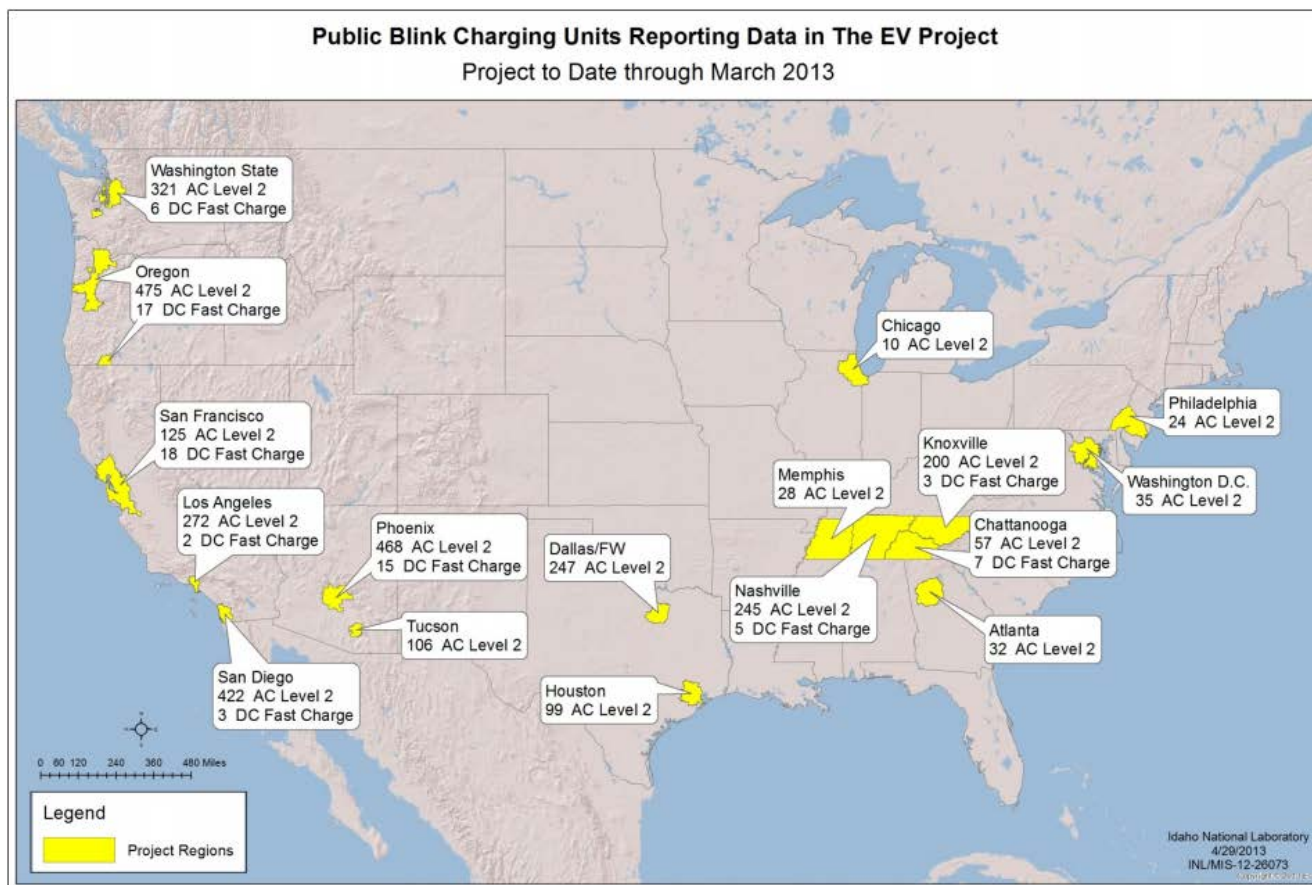 Public Blink Charging Units Reporting Data in The EV Project
Project to Date through March 2013
Washington State
321 AC Level 2
6 DC Fast Charge
Oregon
475 AC Level 2
17 DC Fast Charge
San Francisco
125 AC Level 2
18 DC Fast Charge
Los Angeles
272 AC Level 2
2 DC Fast Charge
San Diego
422 AC Level 2
3 DC Fast Charge
Phoenix
468 AC Level 2
15 DC Fast Charge
Tucson
106 AC Level 2
Dallas/FW
247 AC Level 2
Houston
99 AC Level 2
Chicago
10 AC Level 2
Memphis
28 AC Level 2
Nashville
245 AC Level 2
5 DC Fast Charge
Knoxville
200 AC Level 2
3 DC Fast Charge
Chattanooga
57 AC Level 2
7 DC Fast Charge
Atlanta
32 AC Level 2
Philadelphia
24 AC Level 2
Washington D.C.
35 AC Level 2
0 60 120 240 360 480 Miles
Legend
Project Regions
Idaho National Laboratory
4/29/2013
INL/MIS-12-26073